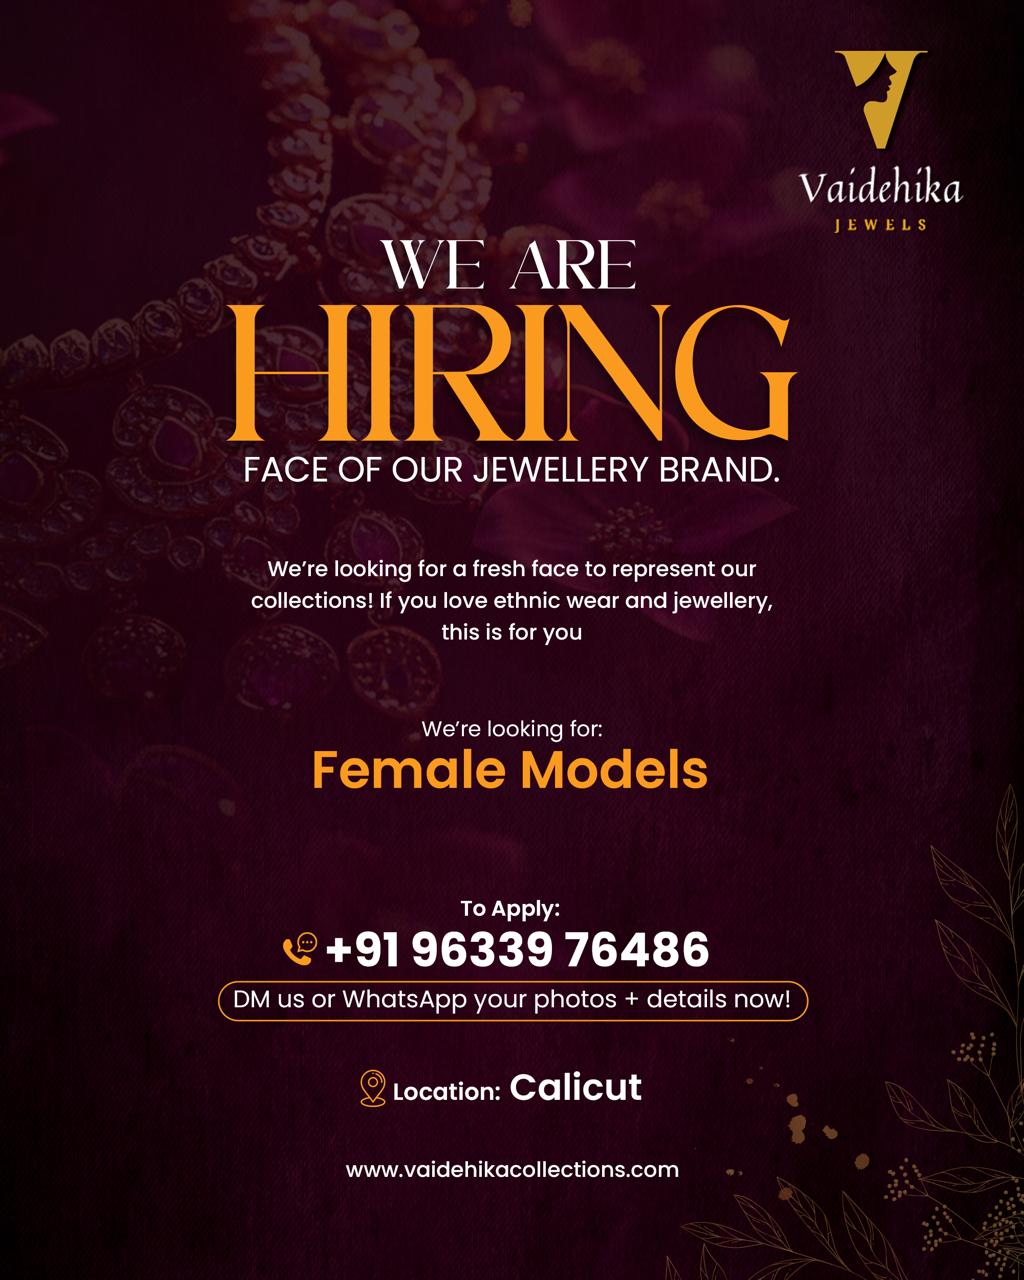 Vaidehika
JEWELS
WE ARE
HIRING
FACE OF OUR JEWELLERY BRAND.
We’re looking for a fresh face to represent our
collections! If you love ethnic wear and jewellery,
this is for you
We’re looking for:
Female Models
To Apply:
+91 96339 76486
DM us or WhatsApp your photos + details now!
Location: Calicut
www.vaidehikacollections.com